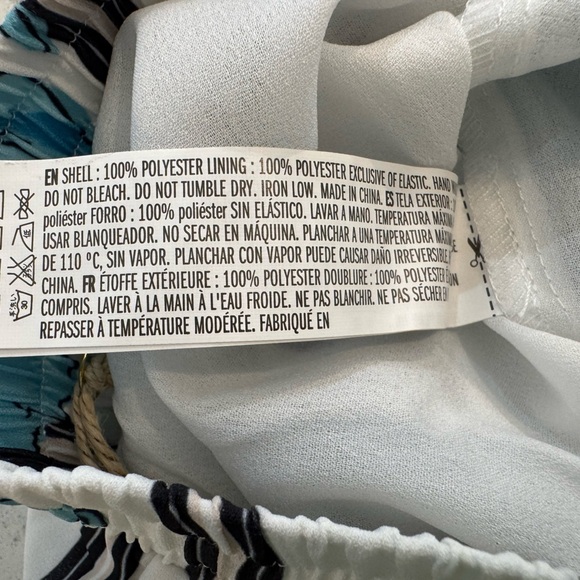 EN SHELL : 100% POLYESTER LINING : 100% POLYESTER EXCLUSIVE OF ELASTIC. HAND
DO NOT BLEACH. DO NOT TUMBLE DRY. IRON LOW. MADE IN CHINA. ES TELA EXTERIOR :
poliéster FORRO : 100% poliéster SIN ELÁSTICO. LAVAR A MANO. TEMPERATURA
USAR BLANQUEADOR. NO SECAR EN MÁQUINA. PLANCHAR A UNA TEMPERATURA
DE 110 °C, SIN VAPOR. PLANCHAR CON VAPOR PUEDE CAUSAR DAÑO IRREVERSIBLE
CHINA. FR ÉTOFFE EXTÉRIEURE : 100% POLYESTER DOUBLURE : 100% POLYESTER
COMPRIS. LAVER À LA MAIN À L'EAU FROIDE. NE PAS BLANCHIR. NE PAS SÉCHER
REPASSER À TEMPÉRATURE MODÉRÉE. FABRIQUÉ EN